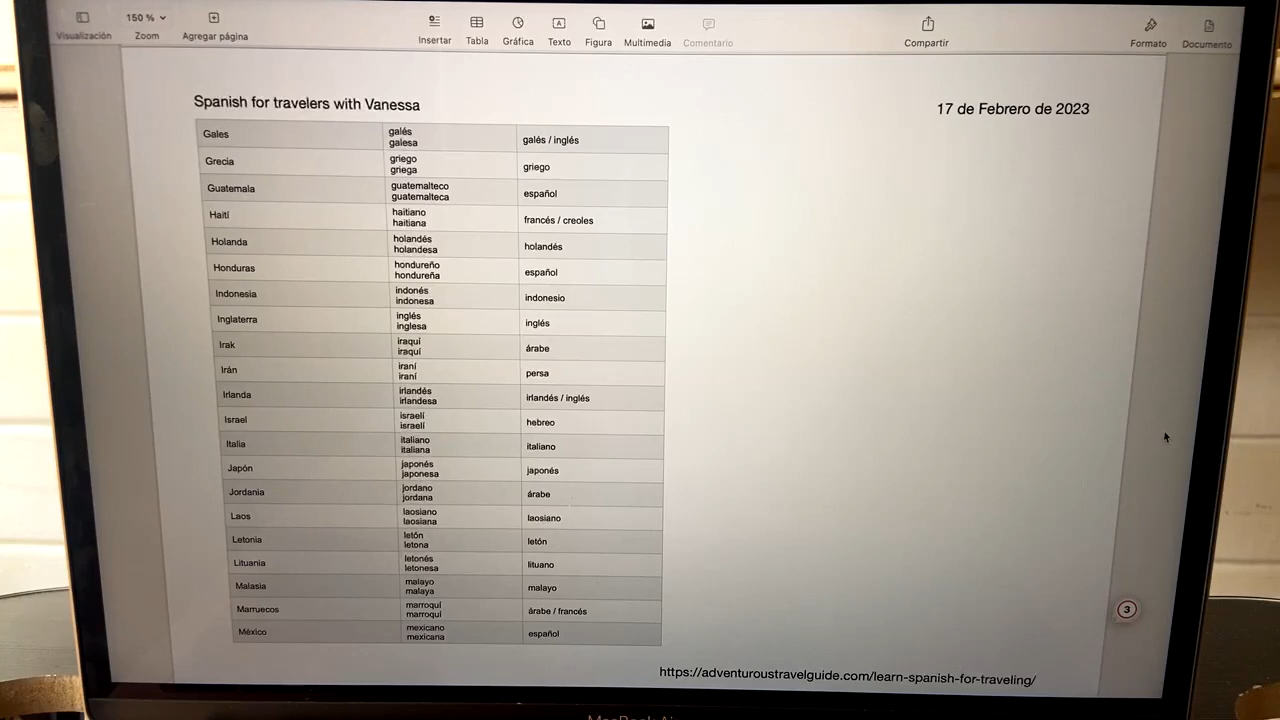 150 %
Visualización
Zoom
Agregar página
Insertar
Tabla
Gráfica
Texto
Figura
Multimedia
Comentario
Compartir
Formato
Documento
Spanish for travelers with Vanessa
17 de Febrero de 2023
Gales
galés
galesa
galés / inglés
Grecia
griego
griega
griego
Guatemala
guatemalteco
guatemalteca
español
Haití
haitiano
haitiana
francés / creoles
Holanda
holandés
holandesa
holandés
Honduras
hondureño
hondureña
español
Indonesia
indonés
indonesa
indonesio
Inglaterra
inglés
inglesa
inglés
Irak
iraquí
iraquí
árabe
Irán
iraní
iraní
persa
Irlanda
irlandés
irlandesa
irlandés / inglés
Israel
israelí
israelí
hebreo
Italia
italiano
italiana
italiano
Japón
japonés
japonesa
japonés
Jordania
jordano
jordana
árabe
Laos
laosiano
laosiana
laosiano
Letonia
letón
letona
letón
Lituania
letonés
letonesa
lituano
Malasia
malayo
malaya
malayo
Marruecos
marroquí
marroquí
árabe / francés
México
mexicano
mexicana
español
3
https://adventuroustravelguide.com/learn-spanish-for-traveling/